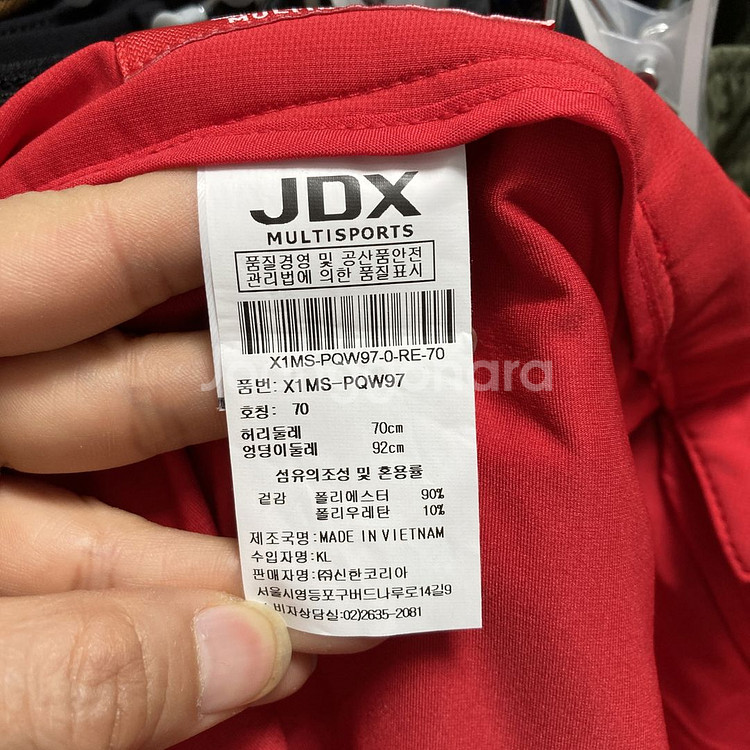 JDX
MULTISPORTS
품질경영 및 공산품안전
관리법에 의한 품질표시
X1MS-PQW97-0-RE-70
품번: X1MS-PQW97
호칭: 70
허리둘레 70cm
엉덩이둘레 92cm
섬유의조성 및 혼용률
겉감 폴리에스터 90%
폴리우레탄 10%
제조국명: MADE IN VIETNAM
수입자명: KL
판매자명: ㈜신한코리아
서울시영등포구버드나루로14길9
비자상담실:02)2635-2081